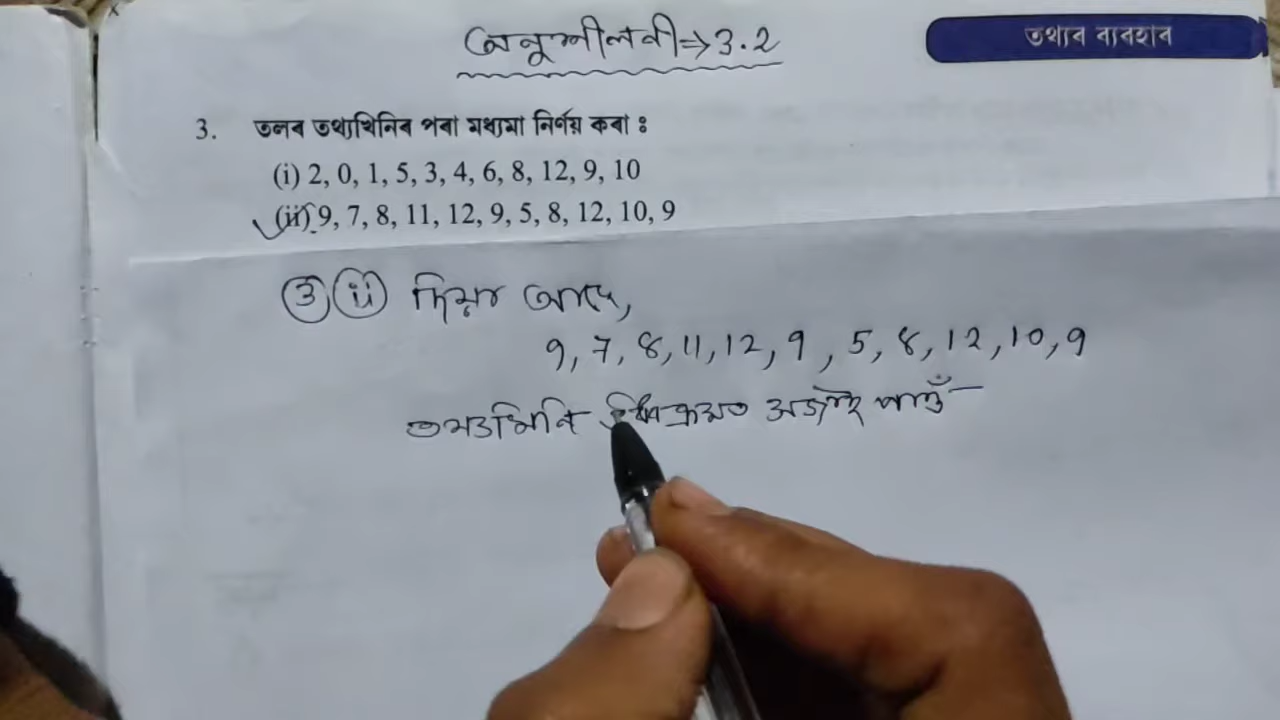 অনুশীলনী⇒3.2
তথ্যৰ ব্যৱহাৰ
3. তলৰ তথ্যখিনিৰ পৰা মধ্যমা নিৰ্ণয় কৰা :
(i) 2, 0, 1, 5, 3, 4, 6, 8, 12, 9, 10
(ii) 9, 7, 8, 11, 12, 9, 5, 8, 12, 10, 9
③ (ii) দিয়া আছে,
9, 7, 8, 11, 12, 9, 5, 8, 12, 10, 9
তথ্যখিনি ক্ৰমত সজাই পাওঁ—